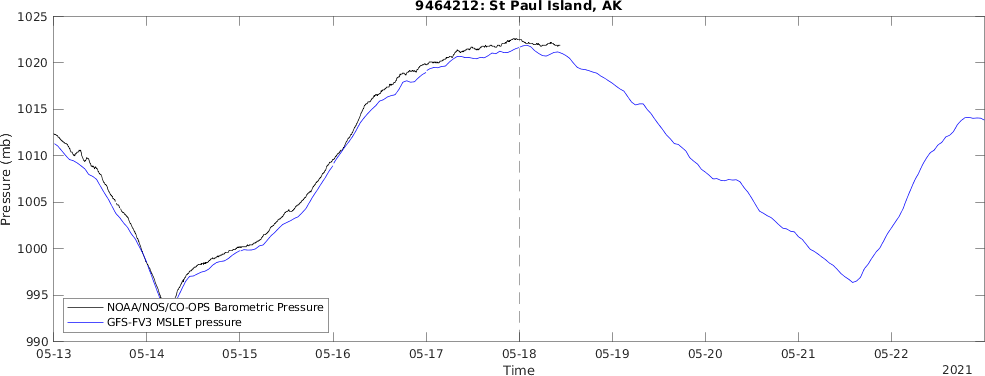 9464212: St Paul Island, AK
1025
1020
1015
1010
1005
1000
995
990
Pressure (mb)
NOAA/NOS/CO-OPS Barometric Pressure
GFS-FV3 MSLET pressure
05-13 05-14 05-15 05-16 05-17 05-18 05-19 05-20 05-21 05-22
Time
2021